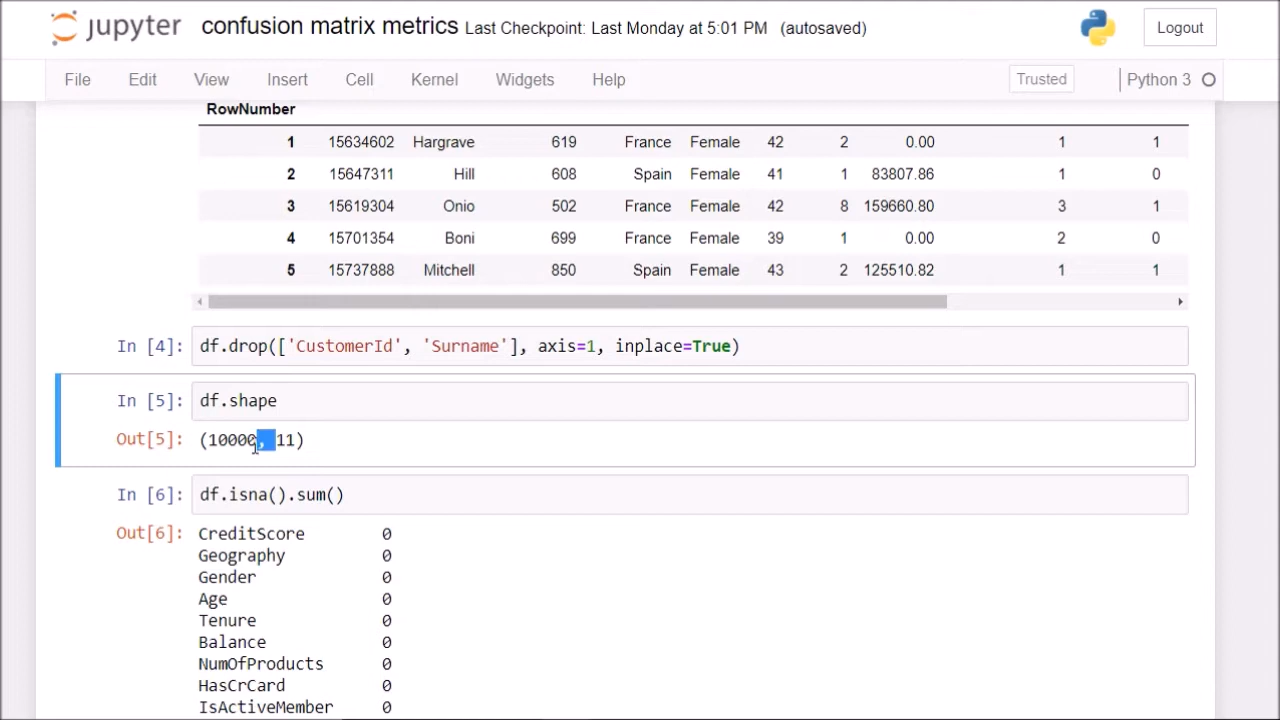 jupyter confusion matrix metrics Last Checkpoint: Last Monday at 5:01 PM (autosaved) Logout
File Edit View Insert Cell Kernel Widgets Help Trusted Python 3
RowNumber
1 15634602 Hargrave 619 France Female 42 2 0.00 1 1
2 15647311 Hill 608 Spain Female 41 1 83807.86 1 0
3 15619304 Onio 502 France Female 42 8 159660.80 3 1
4 15701354 Boni 699 France Female 39 1 0.00 2 0
5 15737888 Mitchell 850 Spain Female 43 2 125510.82 1 1
In [4]: df.drop(['CustomerId', 'Surname'], axis=1, inplace=True)
In [5]: df.shape
Out[5]: (10000, 11)
In [6]: df.isna().sum()
Out[6]: CreditScore 0
Geography 0
Gender 0
Age 0
Tenure 0
Balance 0
NumOfProducts 0
HasCrCard 0
IsActiveMember 0